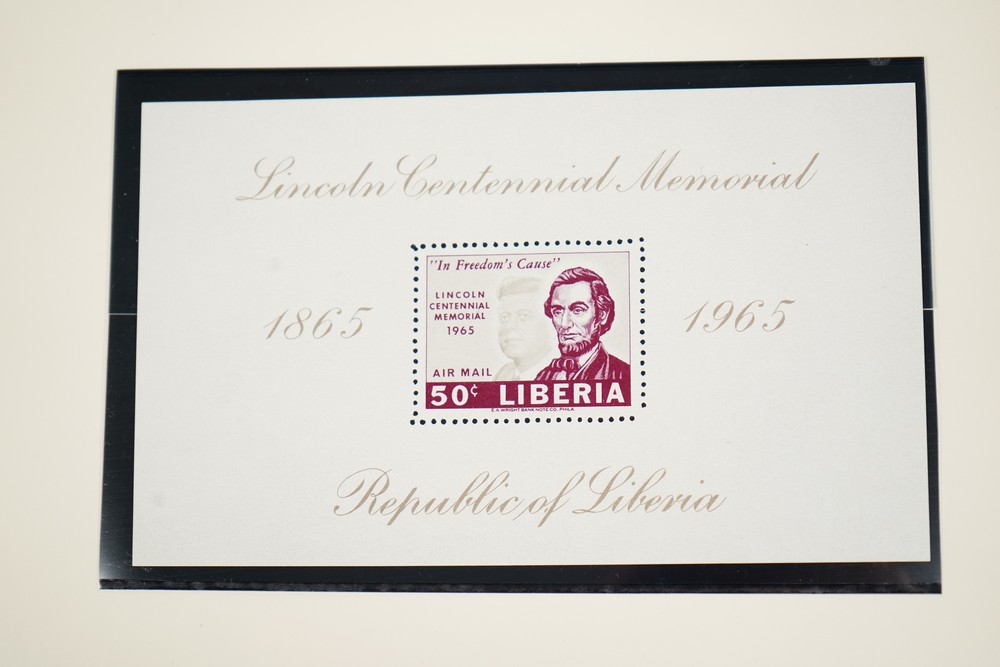 Lincoln Centennial Memorial
"In Freedom's Cause"
LINCOLN
CENTENNIAL
MEMORIAL
1965
1865
1965
AIR MAIL
50¢ LIBERIA
E.A. WRIGHT BANK NOTE CO., PHILA.
Republic of Liberia